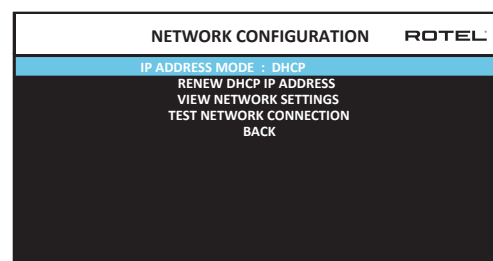 NETWORK CONFIGURATION ROTEL
IP ADDRESS MODE : DHCP
RENEW DHCP IP ADDRESS
VIEW NETWORK SETTINGS
TEST NETWORK CONNECTION
BACK